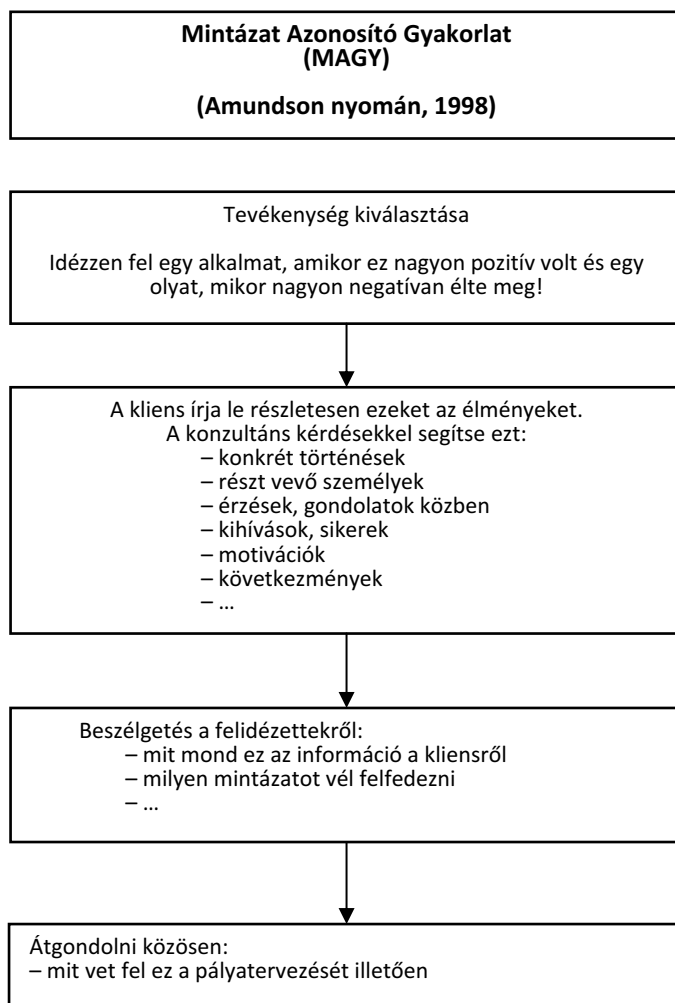 Mintázat Azonosító Gyakorlat
(MAGY)
(Amundson nyomán, 1998)
Tevékenység kiválasztása
Idézzen fel egy alkalmat, amikor ez nagyon pozitív volt és egy
olyat, mikor nagyon negatívan élte meg!
A kliens írja le részletesen ezeket az élményeket.
A konzultáns kérdésekkel segítse ezt:
– konkrét történések
– részt vevő személyek
– érzések, gondolatok közben
– kihívások, sikerek
– motivációk
– következmények
– ...
Beszélgetés a felidézettekről:
– mit mond ez az információ a kliensről
– milyen mintázatot vél felfedezni
– ...
Átgondolni közösen:
– mit vet fel ez a pályatervezését illetően